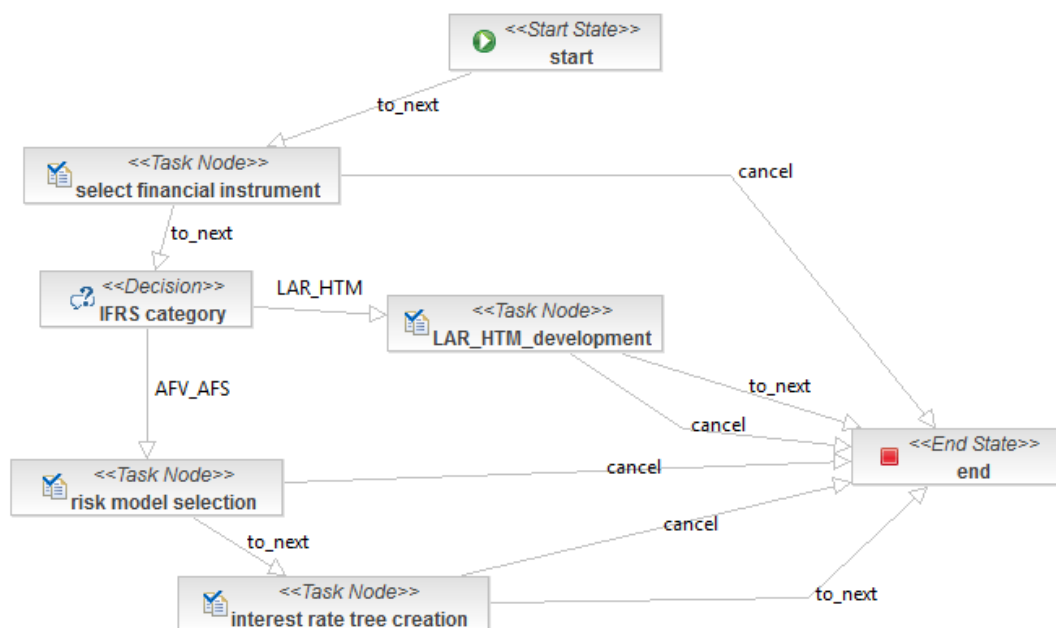 <<Start State>>
start
to_next
<<Task Node>>
select financial instrument
cancel
to_next
<<Decision>>
IFRS category
LAR_HTM
<<Task Node>>
LAR_HTM_development
AFV_AFS
to_next
cancel
<<End State>>
end
<<Task Node>>
risk model selection
cancel
to_next
cancel
<<Task Node>>
interest rate tree creation
to_next